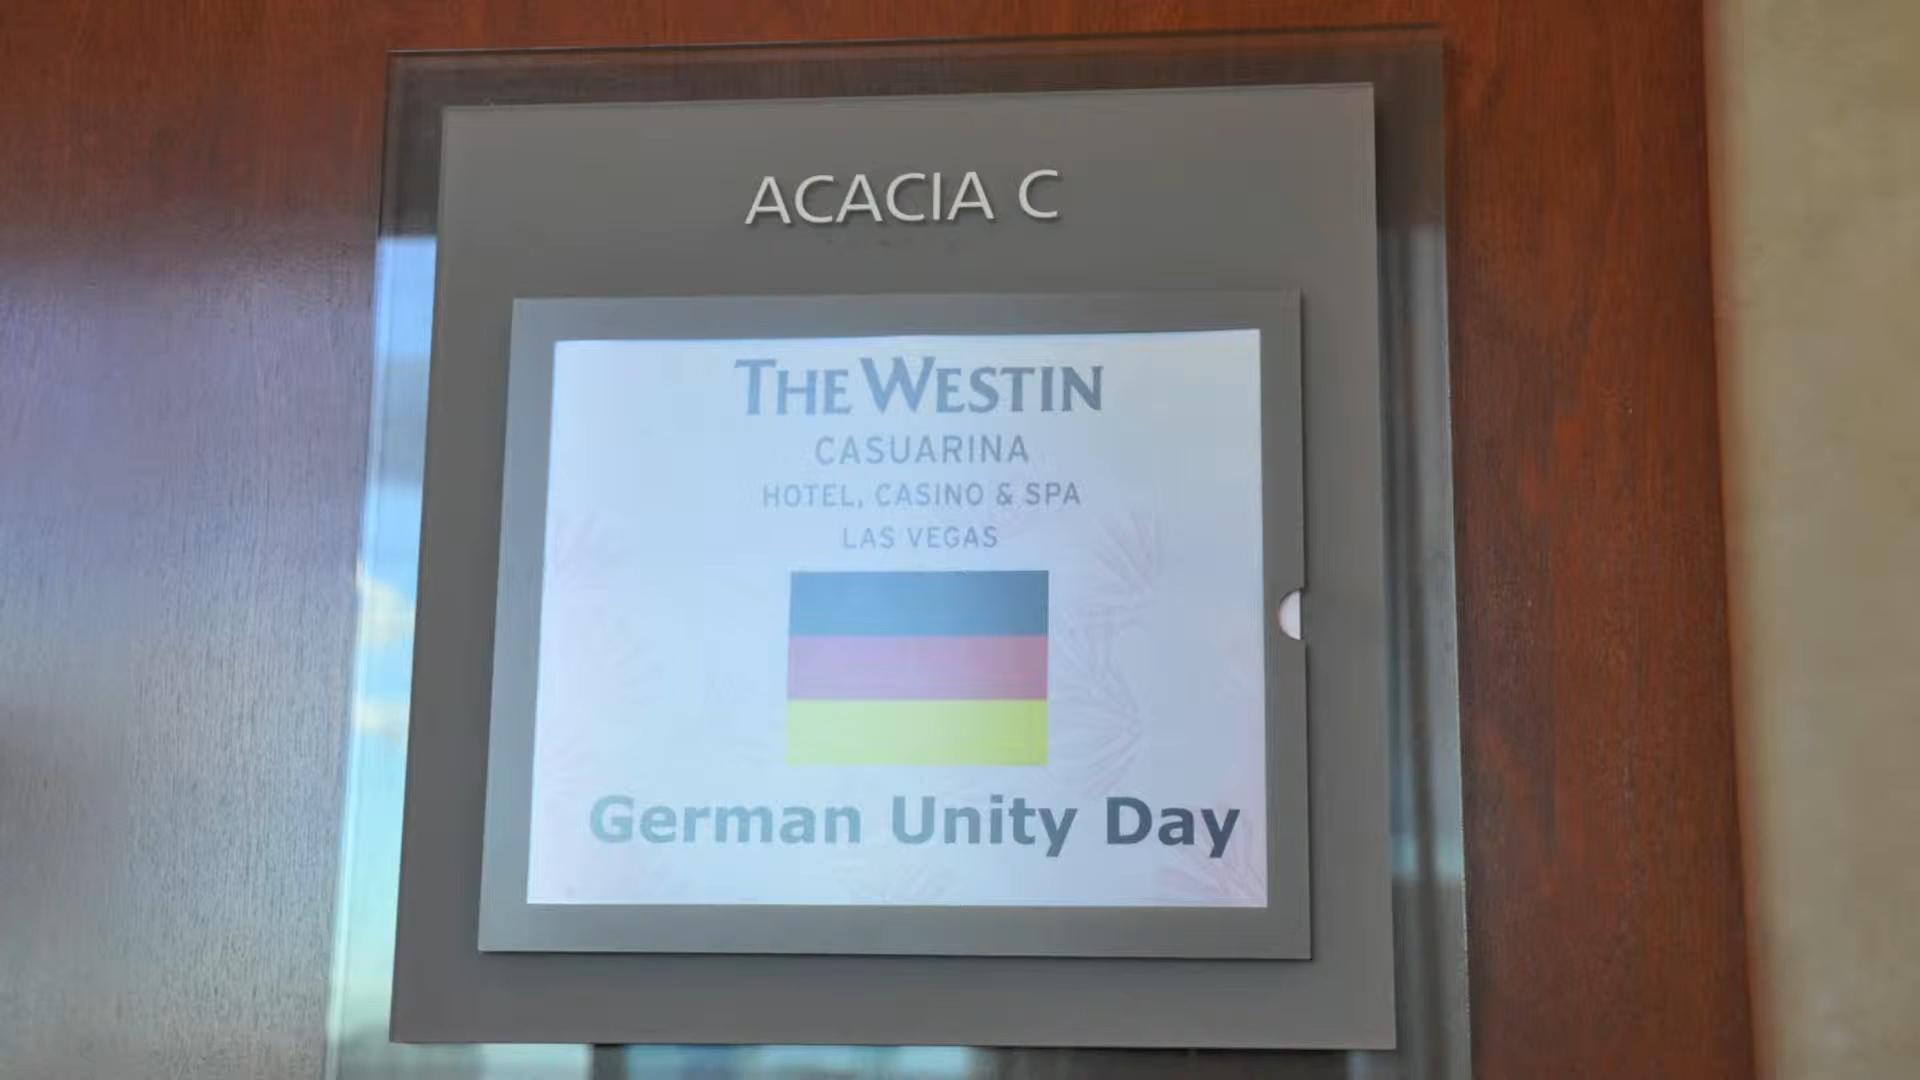 ACACIA C
THE WESTIN
CASUARINA
HOTEL, CASINO & SPA
LAS VEGAS
German Unity Day